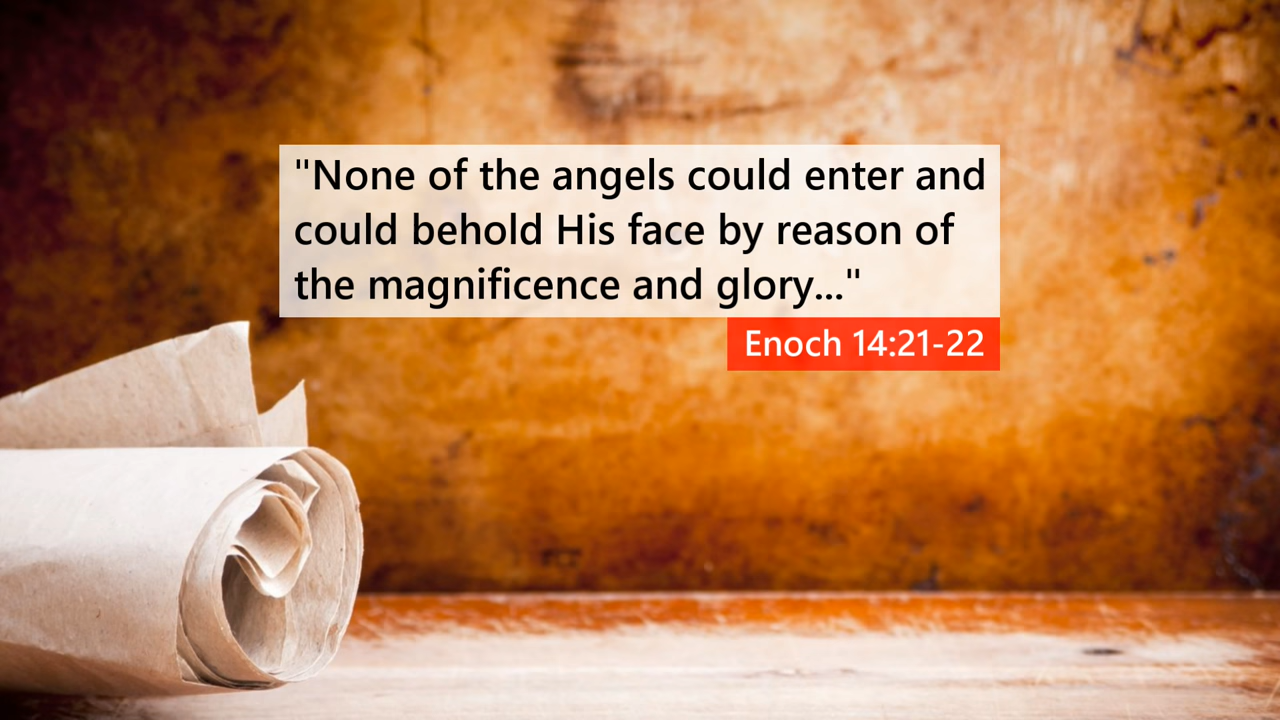 "None of the angels could enter and
could behold His face by reason of
the magnificence and glory..."
Enoch 14:21-22